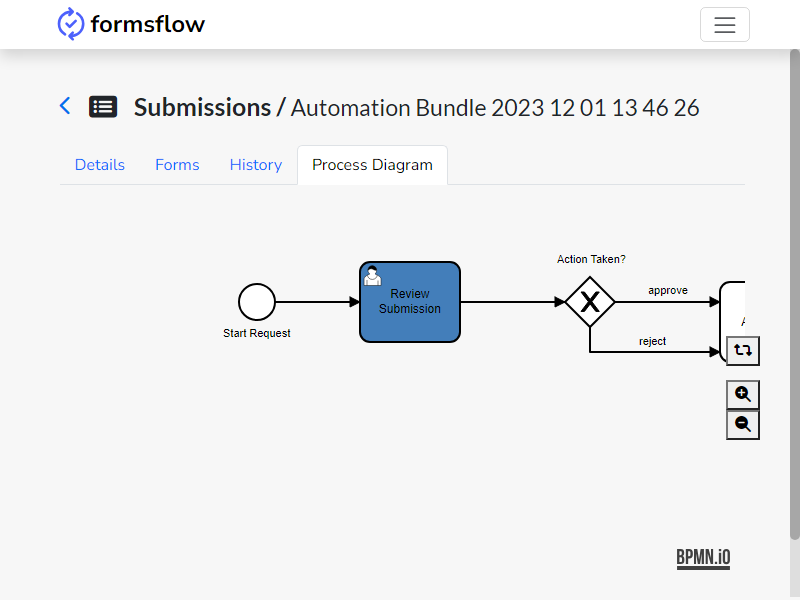 formsflow
Submissions / Automation Bundle 2023 12 01 13 46 26
Details
Forms
History
Process Diagram
Action Taken?
Review
Submission
approve
Start Request
reject
BPMN.iO